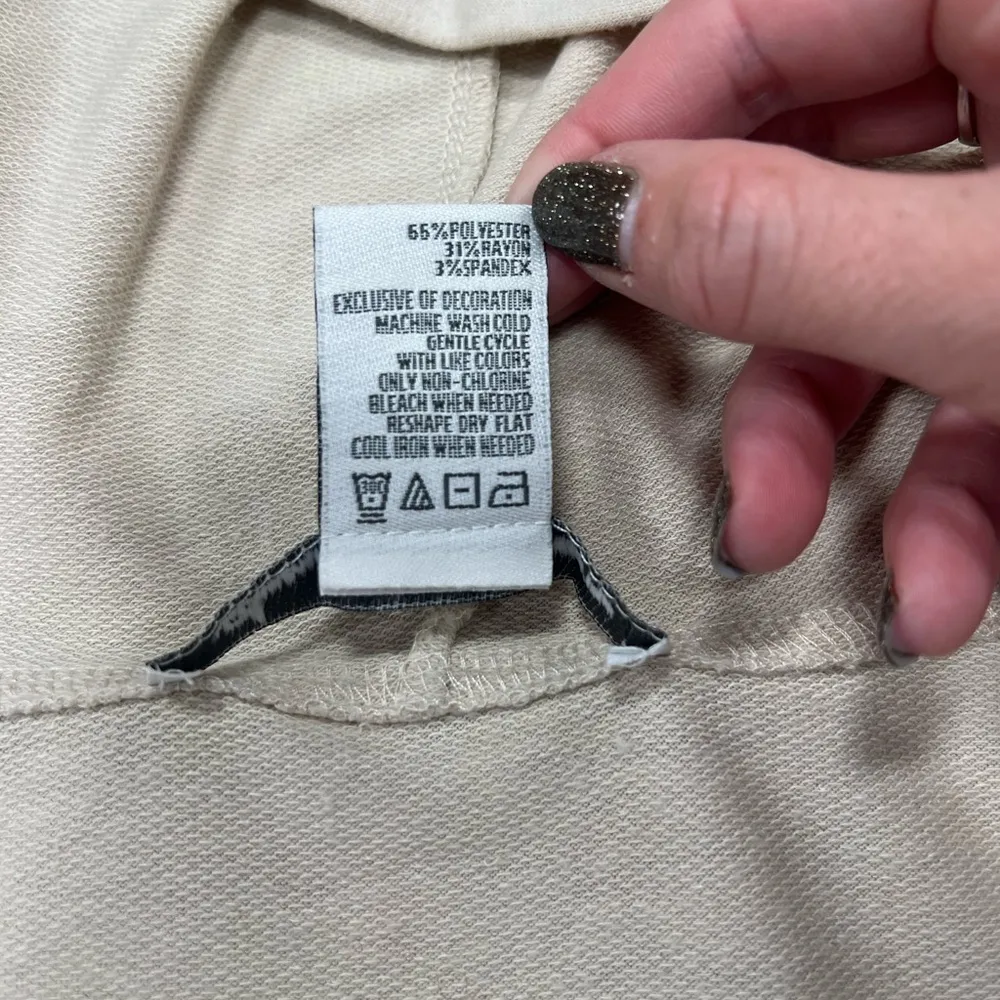 66%POLYESTER
31%RAYON
3%SPANDEX
EXCLUSIVE OF DECORATION
MACHINE WASH COLD
GENTLE CYCLE
WITH LIKE COLORS
ONLY NON-CHLORINE
BLEACH WHEN NEEDED
RESHAPE DRY FLAT
COOL IRON WHEN NEEDED
30C